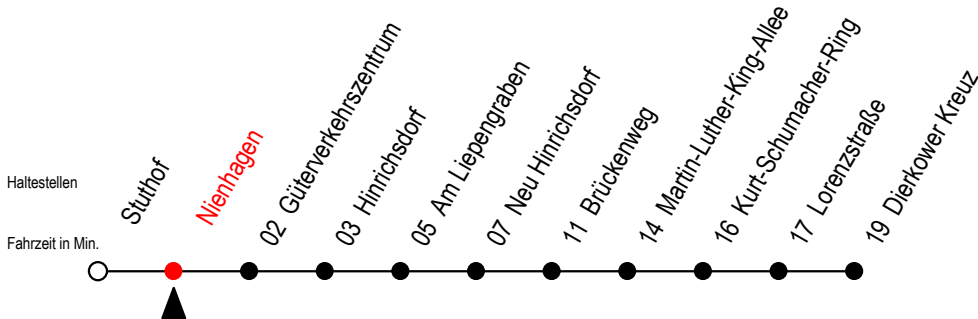 Haltestellen
Fahrzeit in Min.
Stuthof
Nienhagen
02 Güterverkehrszentrum
03 Hinrichsdorf
05 Am Liepengraben
07 Neu Hinrichsdorf
11 Brückenweg
14 Martin-Luther-King-Allee
16 Kurt-Schumacher-Ring
17 Lorenzstraße
19 Dierkower Kreuz